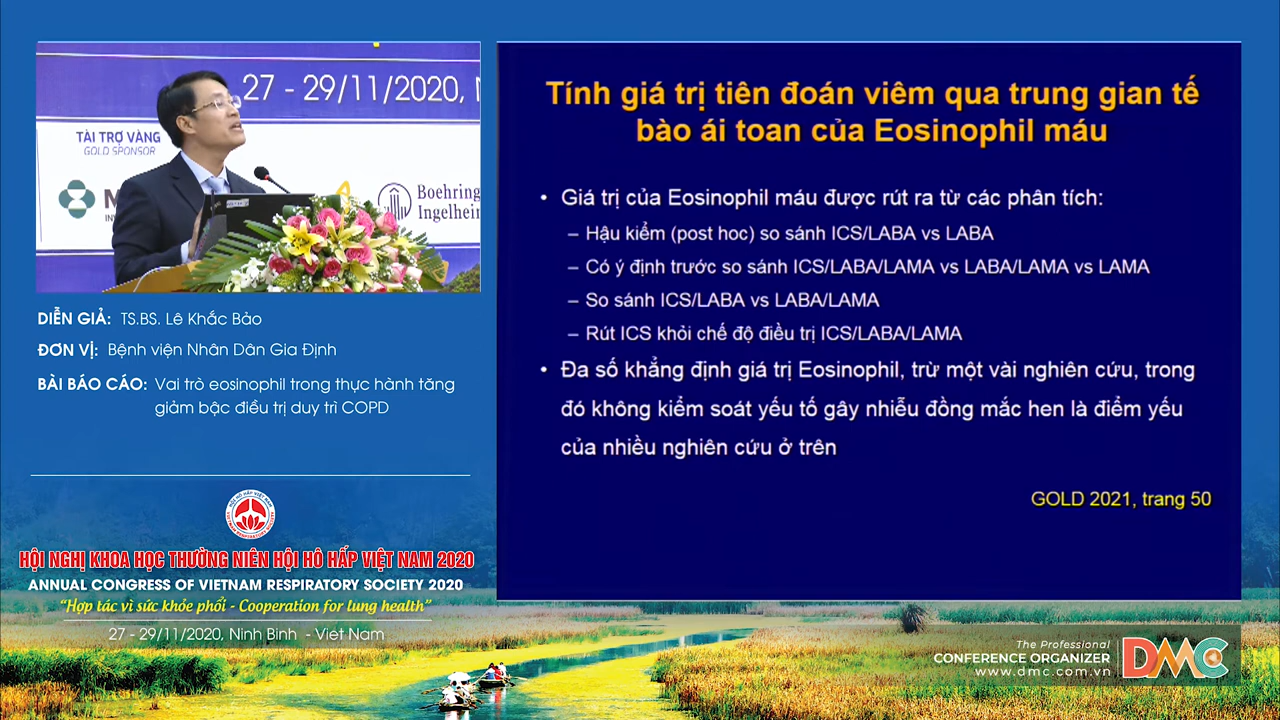 27 - 29/11/2020, N
TÀI TRỢ VÀNG
GOLD SPONSOR
Boehring
Ingelheim
DIỄN GIẢ: TS.BS. Lê Khắc Bảo
ĐƠN VỊ: Bệnh viện Nhân Dân Gia Định
BÀI BÁO CÁO: Vai trò eosinophil trong thực hành tăng
giảm bậc điều trị duy trì COPD
HỘI NGHỊ KHOA HỌC THƯỜNG NIÊN HỘI HÔ HẤP VIỆT NAM 2020
ANNUAL CONGRESS OF VIETNAM RESPIRATORY SOCIETY 2020
“Hợp tác vì sức khỏe phổi - Cooperation for lung health”
27 - 29/11/2020, Ninh Binh - Viet Nam
Tính giá trị tiên đoán viêm qua trung gian tế
bào ái toan của Eosinophil máu
• Giá trị của Eosinophil máu được rút ra từ các phân tích:
– Hậu kiểm (post hoc) so sánh ICS/LABA vs LABA
– Có ý định trước so sánh ICS/LABA/LAMA vs LABA/LAMA vs LAMA
– So sánh ICS/LABA vs LABA/LAMA
– Rút ICS khỏi chế độ điều trị ICS/LABA/LAMA
• Đa số khẳng định giá trị Eosinophil, trừ một vài nghiên cứu, trong
đó không kiểm soát yếu tố gây nhiễu đồng mắc hen là điểm yếu
của nhiều nghiên cứu ở trên
GOLD 2021, trang 50
The Professional
CONFERENCE ORGANIZER
www.dmc.com.vn
DMC